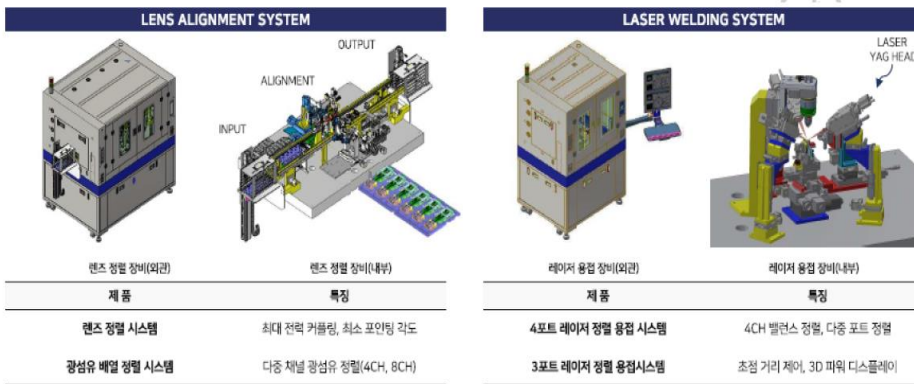 LENS ALIGNMENT SYSTEM
OUTPUT
ALIGNMENT
INPUT
렌즈 정렬 장비(외관)
렌즈 정렬 장비(내부)
제 품
특징
렌즈 정렬 시스템
최대 전력 커플링, 최소 포인팅 각도
광섬유 배열 정렬 시스템
다중 채널 광섬유 정렬(4CH, 8CH)
LASER WELDING SYSTEM
LASER
YAG HEAD
레이저 용접 장비(외관)
레이저 용접 장비(내부)
제 품
특징
4포트 레이저 정렬 용접 시스템
4CH 밸런스 정렬, 다중 포트 정렬
3포트 레이저 정렬 용접시스템
초점 거리 제어, 3D 파워 디스플레이